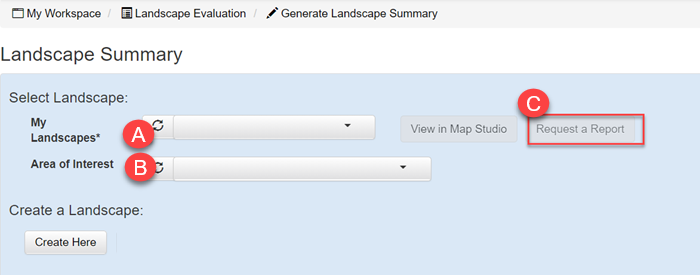 My Workspace / Landscape Evaluation / Generate Landscape Summary
Landscape Summary
Select Landscape:
C
My
Landscapes*
A
View in Map Studio
Request a Report
Area of Interest
B
Create a Landscape:
Create Here